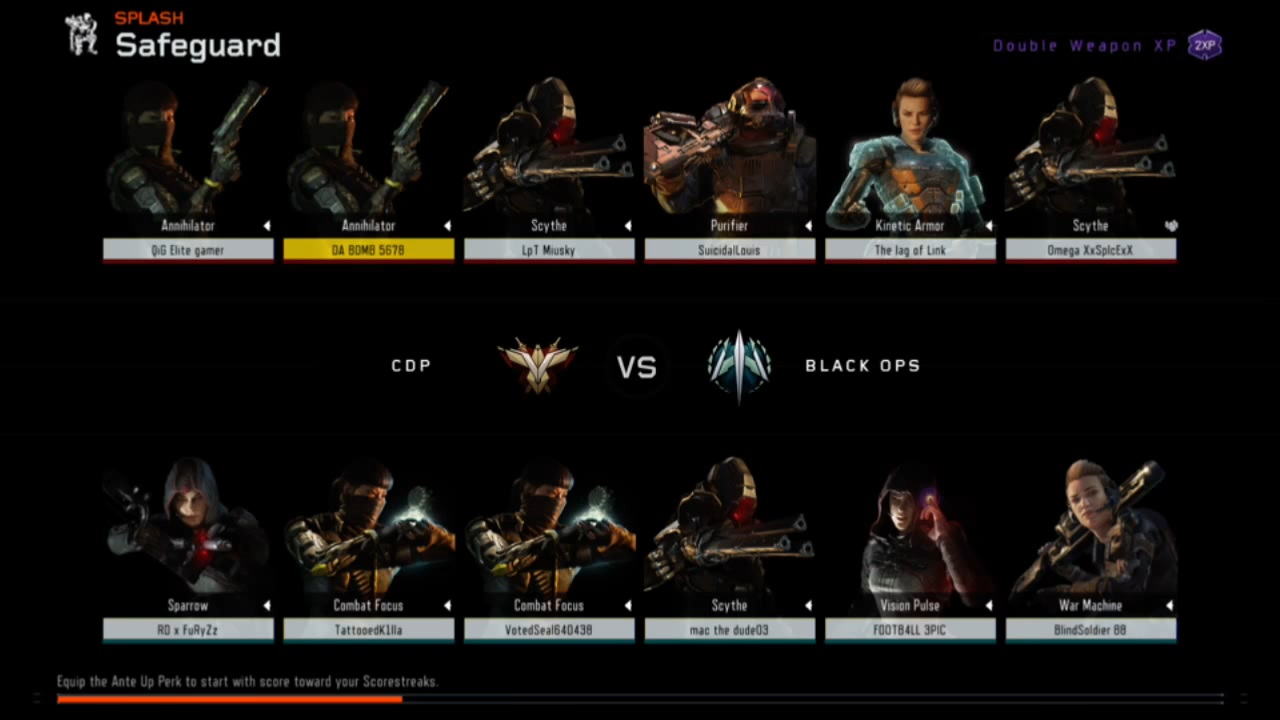 SPLASH
Safeguard
Double Weapon XP 2XP
Annihilator Annihilator Scythe Purifier Kinetic Armor Scythe
QiG Elite gamer DA BOMB 5678 LpT Miusky SuicidalLouis The lag of Link Omega XxSpIcExX
CDP VS BLACK OPS
Sparrow Combat Focus Combat Focus Scythe Vision Pulse War Machine
RD x FuRyZz TattooedK1lla VotedSeal640438 mac the dude03 F00TB4LL 3PIC BlindSoldier 88
Equip the Ante Up Perk to start with score toward your Scorestreaks.